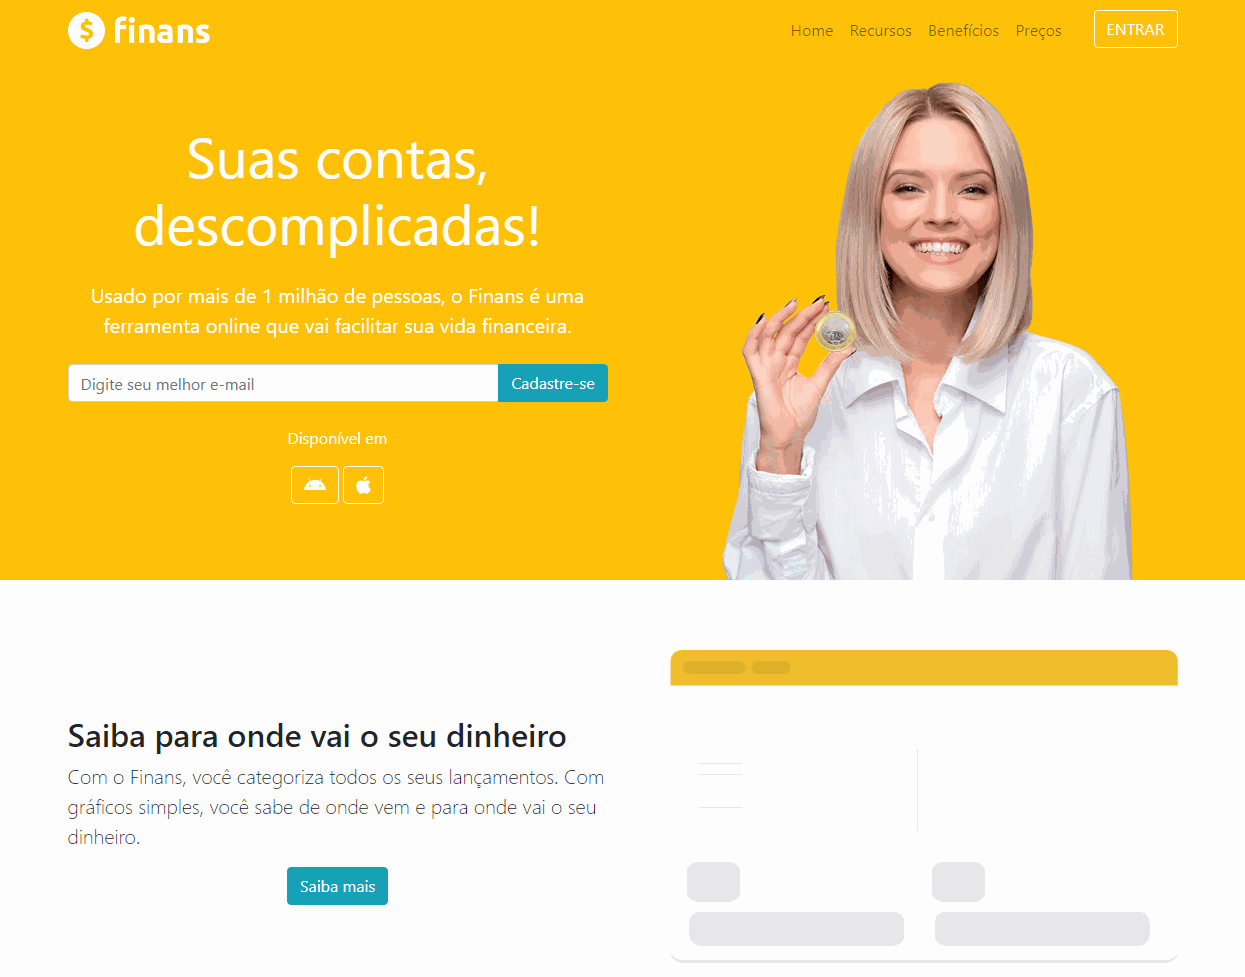 finans
Home Recursos Benefícios Preços ENTRAR
Suas contas,
descomplicadas!
Usado por mais de 1 milhão de pessoas, o Finans é uma
ferramenta online que vai facilitar sua vida financeira.
Digite seu melhor e-mail Cadastre-se
Disponível em
Saiba para onde vai o seu dinheiro
Com o Finans, você categoriza todos os seus lançamentos. Com
gráficos simples, você sabe de onde vem e para onde vai o seu
dinheiro.
Saiba mais